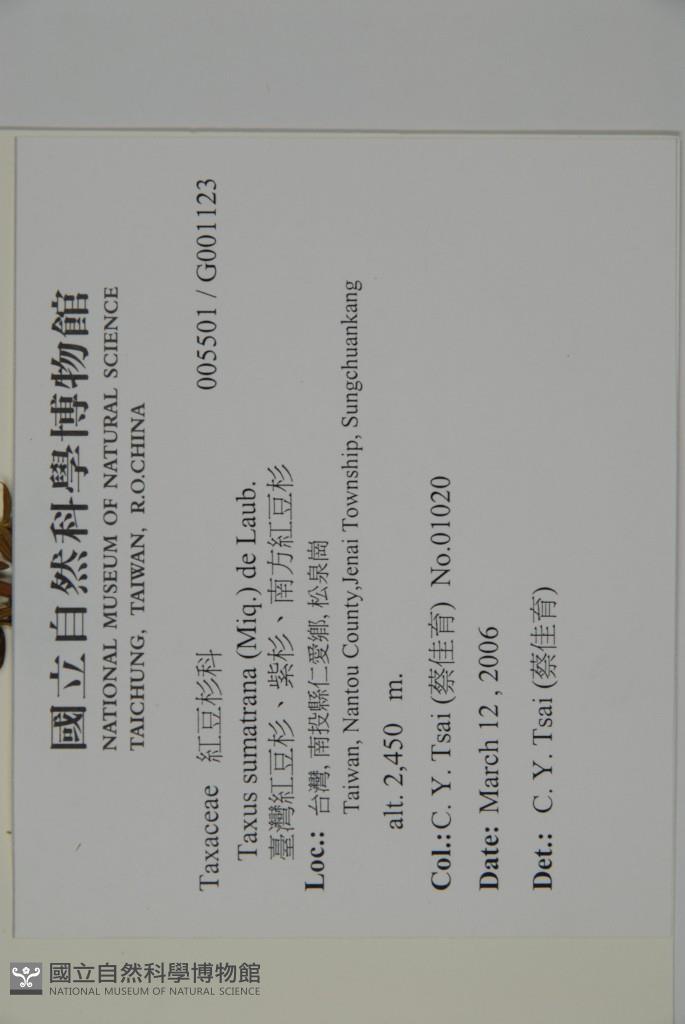 國立自然科學博物館
NATIONAL MUSEUM OF NATURAL SCIENCE
TAICHUNG, TAIWAN, R.O.CHINA
005501 / G001123
Taxaceae 紅豆杉科
Taxus sumatrana (Miq.) de Laub.
臺灣紅豆杉、紫杉、南方紅豆杉
Loc.: 台灣, 南投縣仁愛鄉, 松泉崗
Taiwan, Nantou County,Jenai Township, Sungchuankang
alt. 2,450 m.
Col.: C. Y. Tsai (蔡佳育) No.01020
Date: March 12 , 2006
Det.: C. Y. Tsai (蔡佳育)
國立自然科學博物館
NATIONAL MUSEUM OF NATURAL SCIENCE